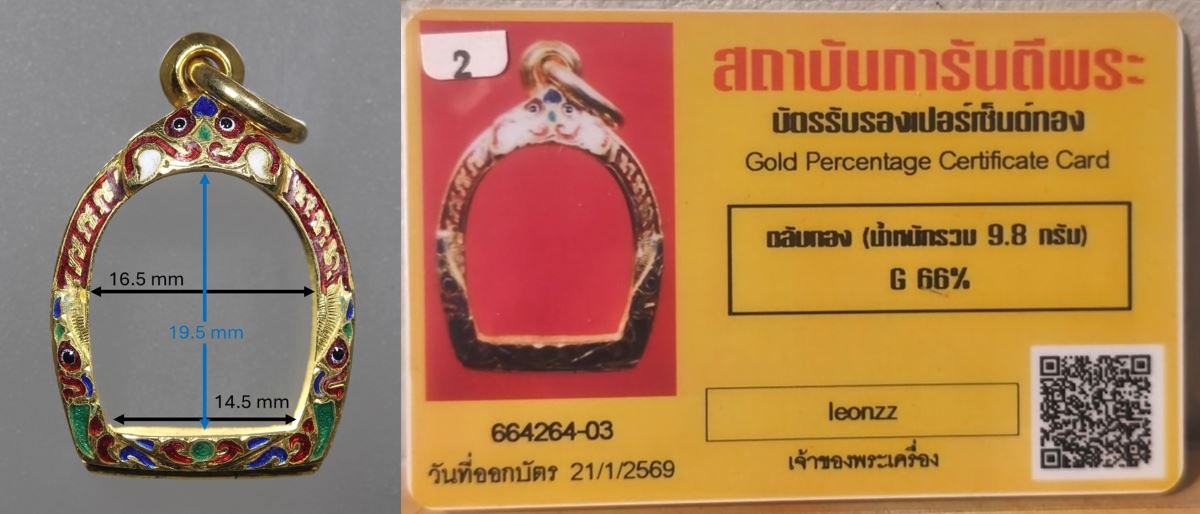 16.5 mm
19.5 mm
14.5 mm
2
สถาบันการันตีพระ
บัตรรับรองเปอร์เซ็นต์ทอง
Gold Percentage Certificate Card
ตลับทอง (น้ำหนักรวม 9.8 กรัม)
G 66%
leonzz
664264-03
เจ้าของพระเครื่อง
วันที่ออกบัตร 21/1/2569